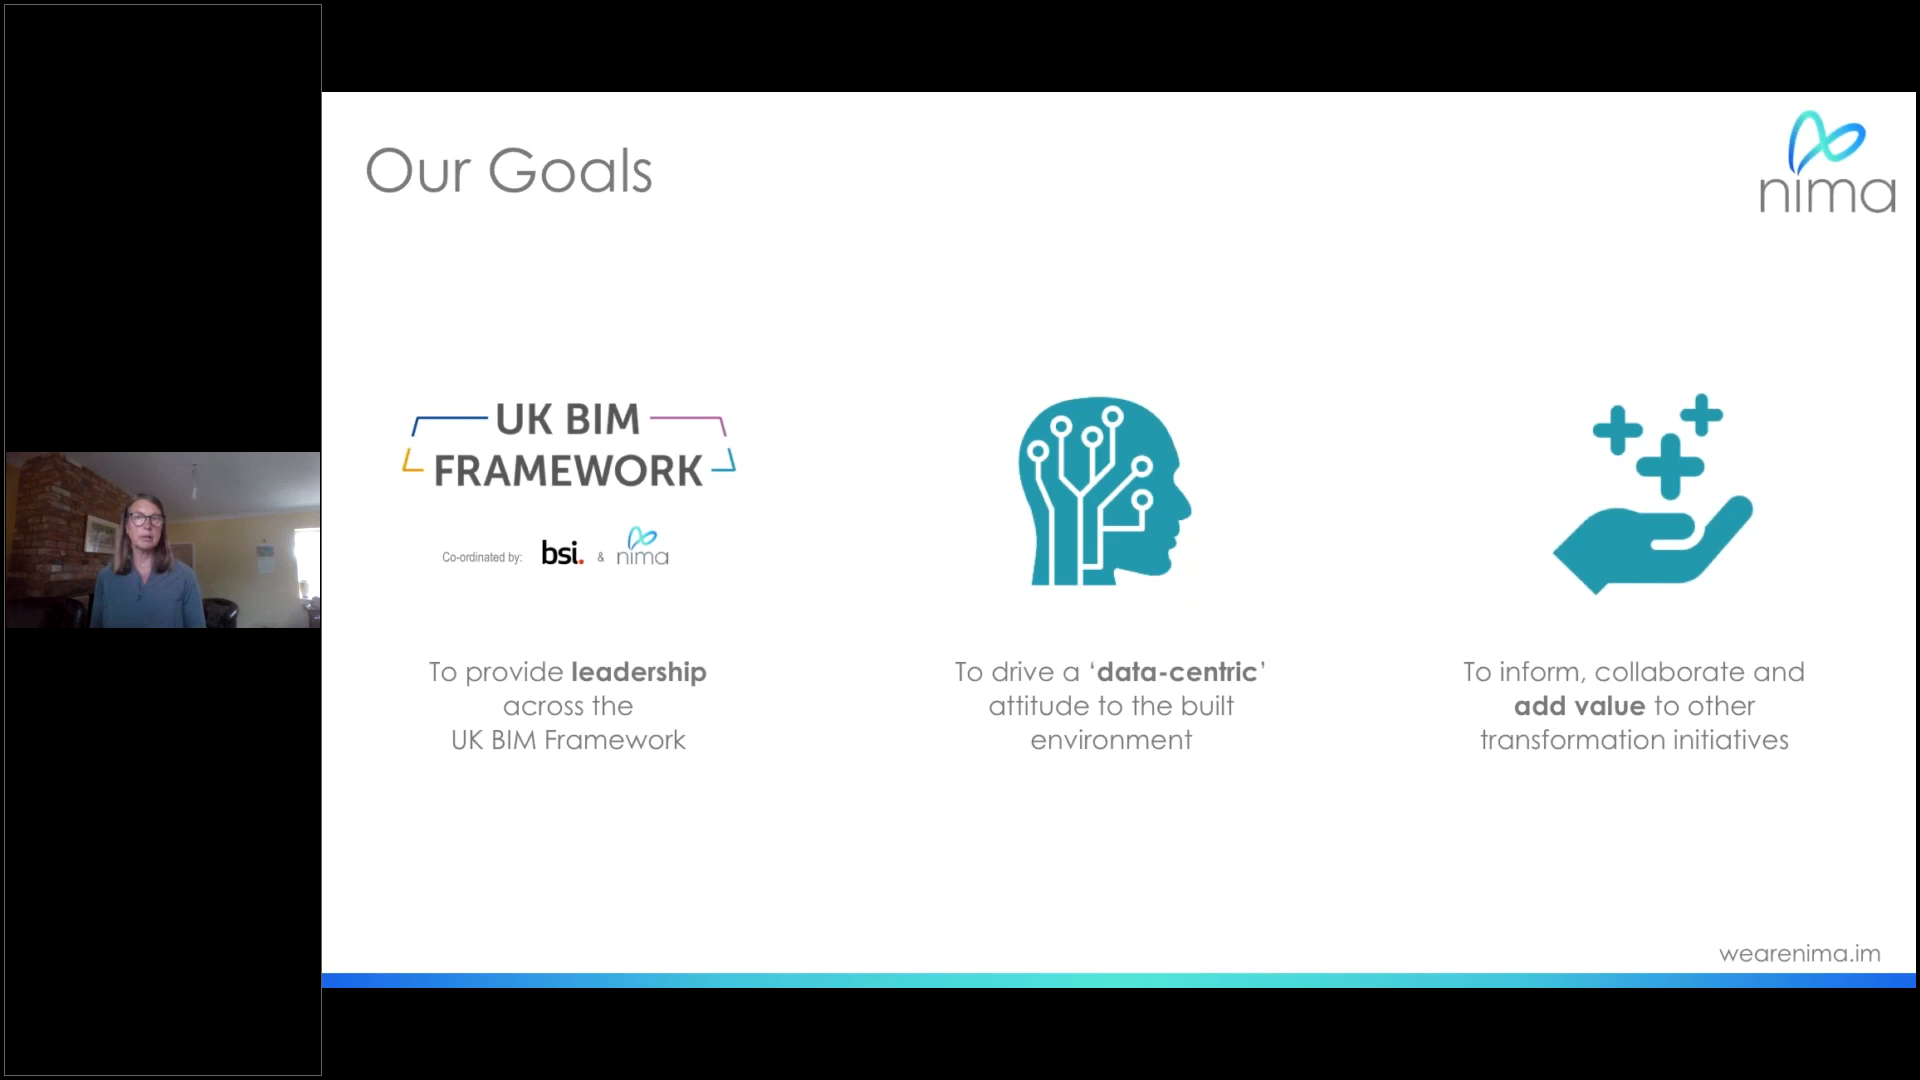 Our Goals
nima
UK BIM
FRAMEWORK
Co-ordinated by: bsi. & nima
To provide leadership
across the
UK BIM Framework
To drive a ‘data-centric’
attitude to the built
environment
To inform, collaborate and
add value to other
transformation initiatives
wearenima.im